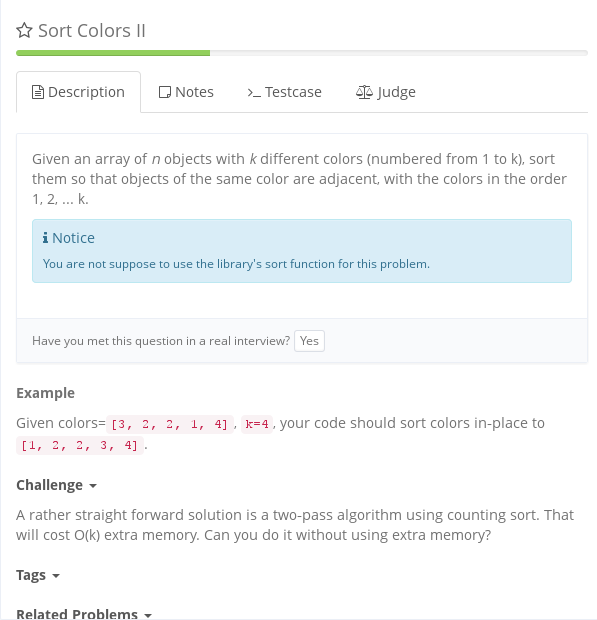 Sort Colors II
Description Notes >_ Testcase Judge
Given an array of n objects with k different colors (numbered from 1 to k), sort
them so that objects of the same color are adjacent, with the colors in the order
1, 2, ... k.
Notice
You are not suppose to use the library's sort function for this problem.
Have you met this question in a real interview? Yes
Example
Given colors= [3, 2, 2, 1, 4] , k=4 , your code should sort colors in-place to
[1, 2, 2, 3, 4] .
Challenge
A rather straight forward solution is a two-pass algorithm using counting sort. That
will cost O(k) extra memory. Can you do it without using extra memory?
Tags
Related Problems